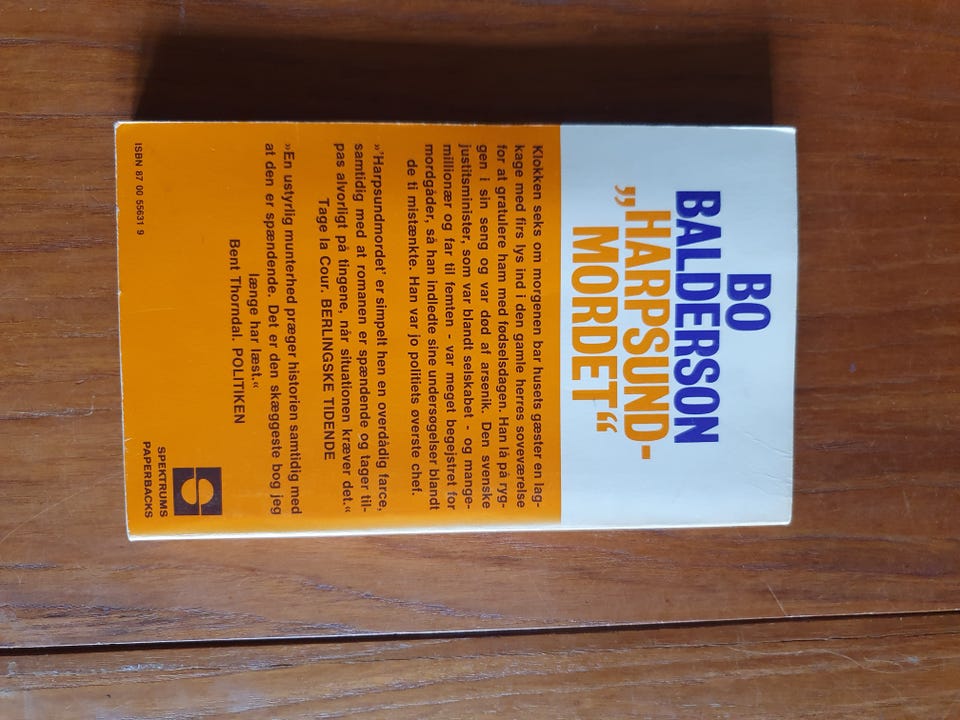 BO
BALDERSON
„HARPSUND-
MORDET“
Klokken seks om morgenen bar husets gæster en lag-
kage med firs lys ind i den gamle herres soveværelse
for at gratulere ham med fødselsdagen. Han lå på ryg-
gen i sin seng og var død af arsenik. Den svenske
justitsminister, som var blandt selskabet - og mange-
millionær og far til femten - var meget begejstret for
mordgåder, så han indledte sine undersøgelser blandt
de ti mistænkte. Han var jo politiets øverste chef.
»'Harpsundmordet' er simpelt hen en overdådig farce,
samtidig med at romanen er spændende og tager til-
pas alvorligt på tingene, når situationen kræver det.«
Tage la Cour. BERLINGSKE TIDENDE
»En ustyrlig munterhed præger historien samtidig med
at den er spændende. Det er den skæggeste bog jeg
længe har læst.«
Bent Thorndal. POLITIKEN
SPEKTRUMS
PAPERBACKS
ISBN 87 00 55631 9